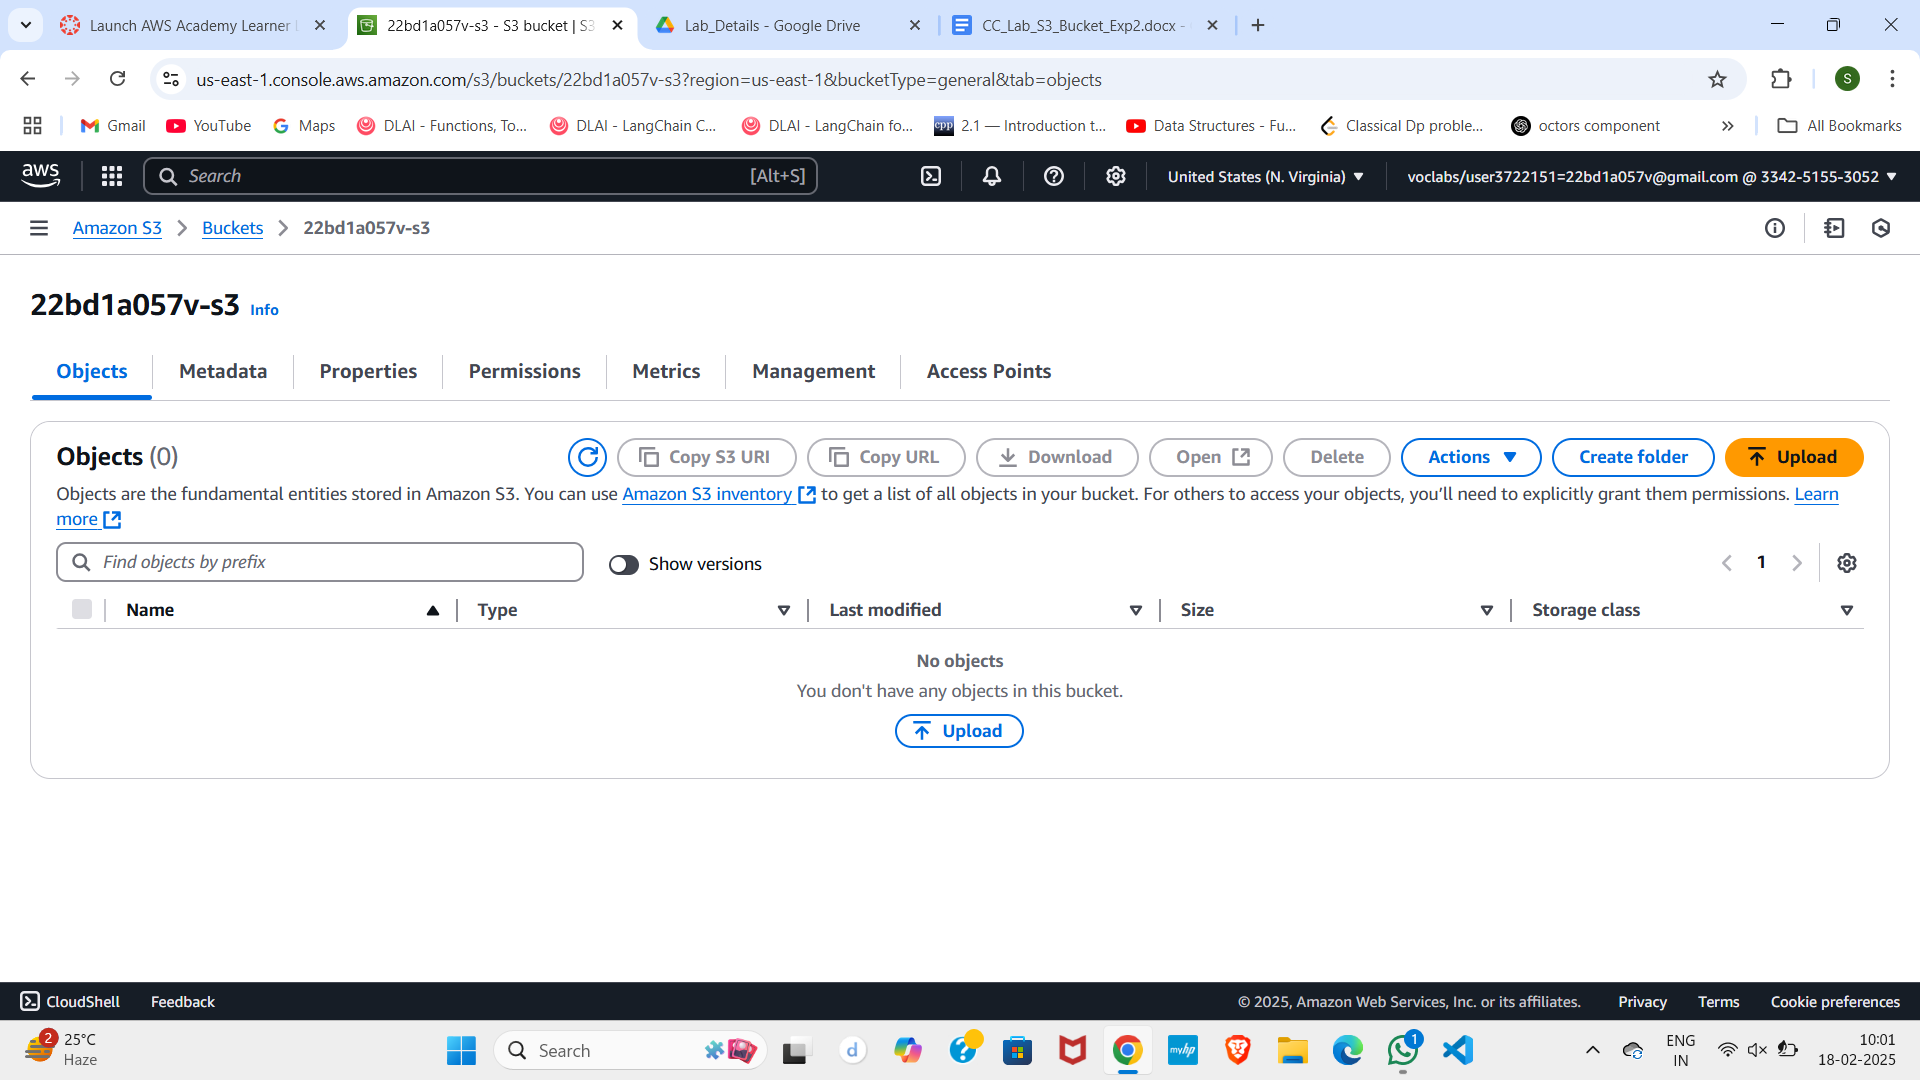 Launch AWS Academy Learner L
22bd1a057v-s3 - S3 bucket | S3
Lab_Details - Google Drive
CC_Lab_S3_Bucket_Exp2.docx -
us-east-1.console.aws.amazon.com/s3/buckets/22bd1a057v-s3?region=us-east-1&bucketType=general&tab=objects
S
Gmail
YouTube
Maps
DLAI - Functions, To...
DLAI - LangChain C...
DLAI - LangChain fo...
cpp
2.1 — Introduction t...
Data Structures - Fu...
Classical Dp proble...
octors component
All Bookmarks
aws
Search
[Alt+S]
United States (N. Virginia)
voclabs/user3722151=22bd1a057v@gmail.com @ 3342-5155-3052
Amazon S3
Buckets
22bd1a057v-s3
22bd1a057v-s3 Info
Objects
Metadata
Properties
Permissions
Metrics
Management
Access Points
Objects (0)
Copy S3 URI
Copy URL
Download
Open
Delete
Actions
Create folder
Upload
Objects are the fundamental entities stored in Amazon S3. You can use Amazon S3 inventory to get a list of all objects in your bucket. For others to access your objects, you’ll need to explicitly grant them permissions. Learn
more
Find objects by prefix
Show versions
1
Name
Type
Last modified
Size
Storage class
No objects
You don't have any objects in this bucket.
Upload
CloudShell
Feedback
© 2025, Amazon Web Services, Inc. or its affiliates.
Privacy
Terms
Cookie preferences
2
25°C
Haze
Search
d
myhp
1
ENG
IN
10:01
18-02-2025